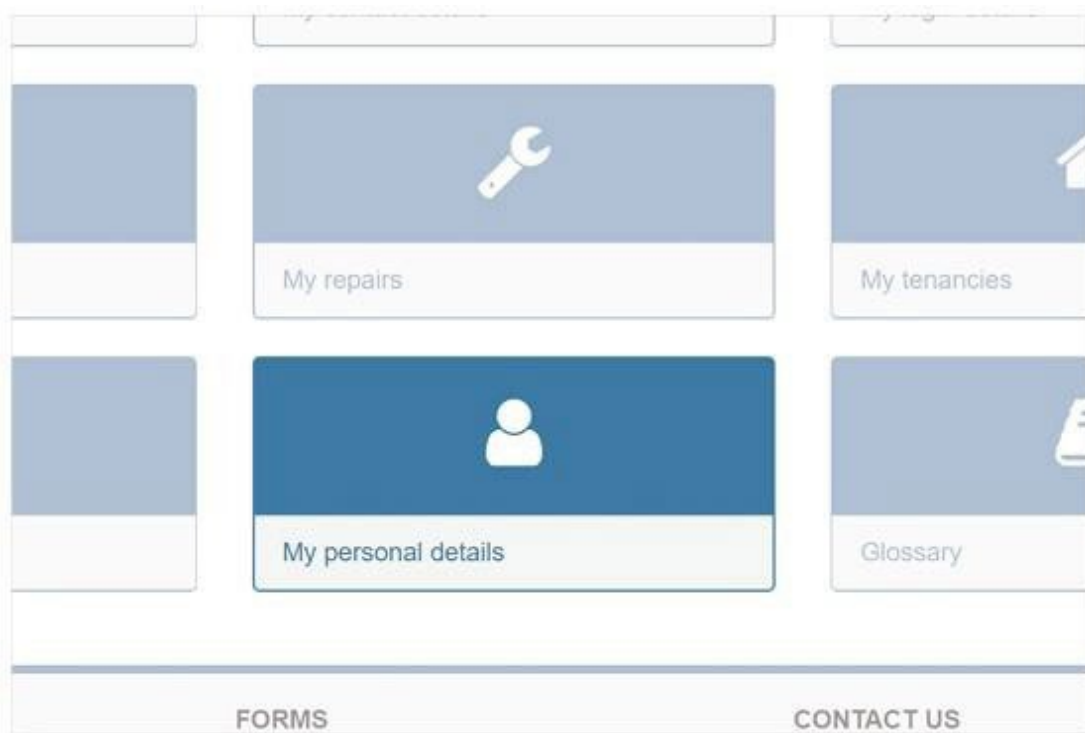 My repairs
My tenancies
My personal details
Glossary
FORMS
CONTACT US